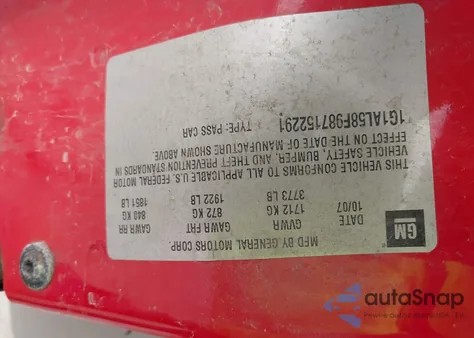 GM
MFD BY GENERAL MOTORS CORP.
DATE GVWR GAWR FRT GAWR RR
10/07 1712 KG 872 KG 840 KG
3773 LB 1922 LB 1851 LB
THIS VEHICLE CONFORMS TO ALL APPLICABLE U.S. FEDERAL MOTOR
VEHICLE SAFETY, BUMPER, AND THEFT PREVENTION STANDARDS IN
EFFECT ON THE DATE OF MANUFACTURE SHOWN ABOVE.
1G1AL58F987152291 TYPE: PASS CAR
autoSnap